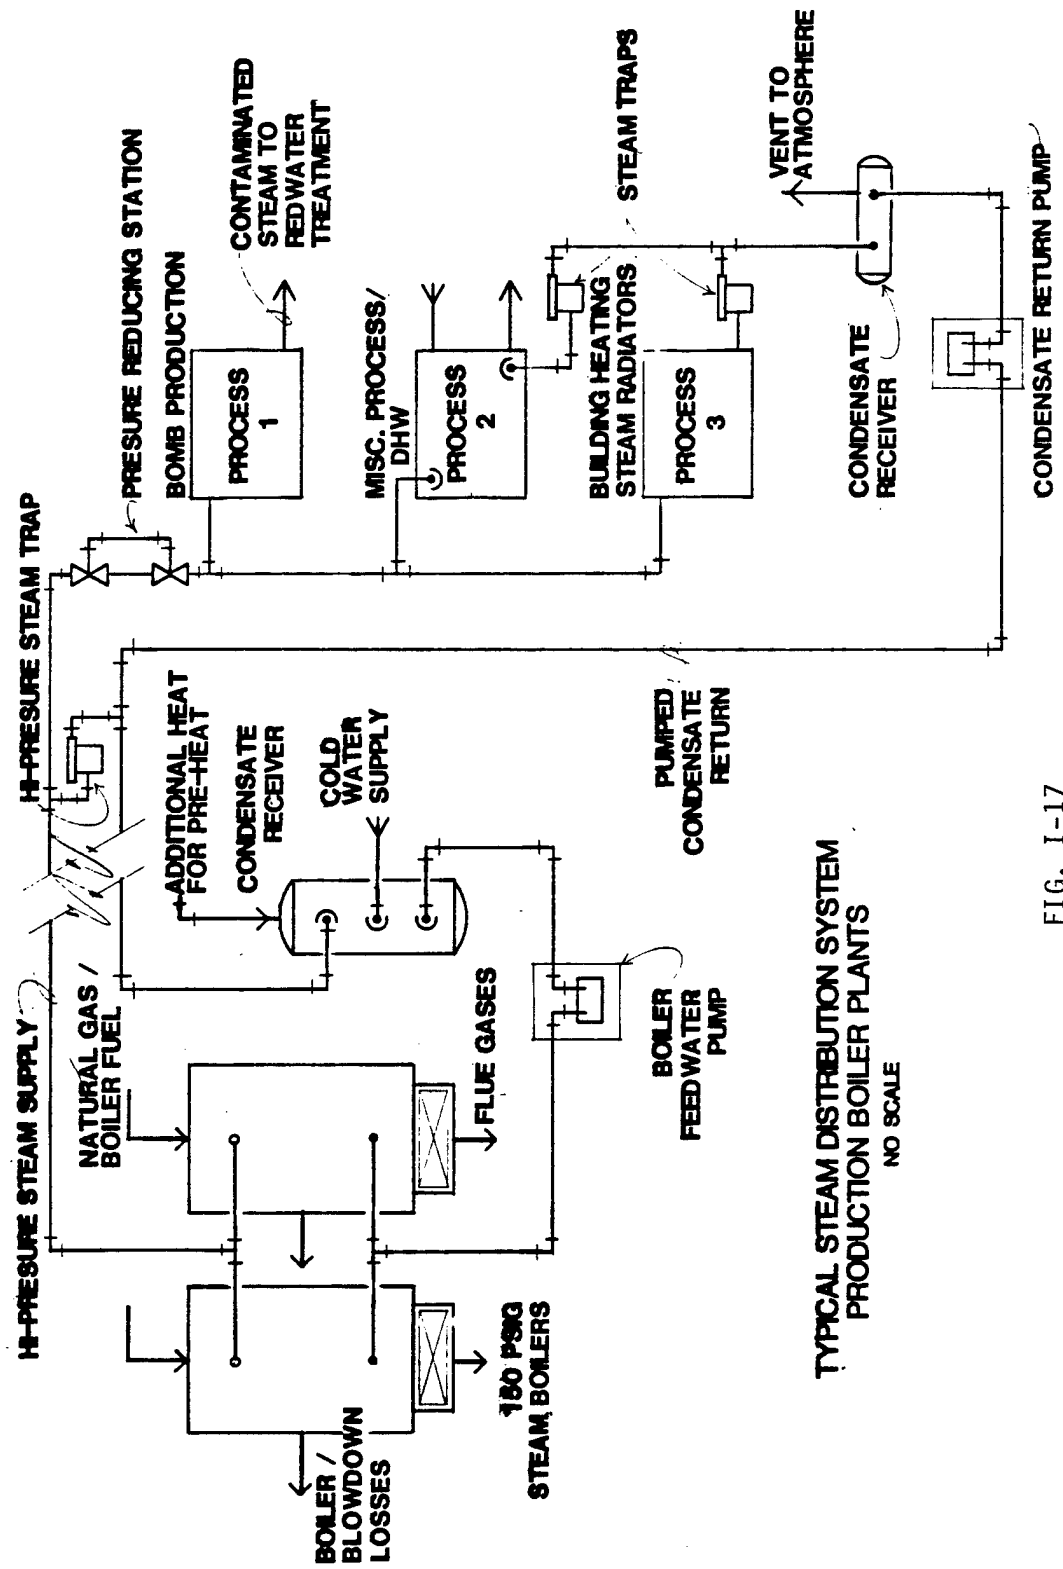 HI-PRESURE STEAM SUPPLY
HI-PRESURE STEAM TRAP
PRESURE REDUCING STATION
NATURAL GAS /
BOILER FUEL
ADDITIONAL HEAT
FOR PRE-HEAT
CONDENSATE
RECEIVER
COLD
WATER
SUPPLY
BOMB PRODUCTION
PROCESS
1
CONTAMINATED
STEAM TO
REDWATER
TREATMENT
MISC. PROCESS/
DHW
PROCESS
2
BUILDING HEATING
STEAM RADIATORS
PROCESS
3
STEAM TRAPS
VENT TO
ATMOSPHERE
CONDENSATE
RECEIVER
CONDENSATE RETURN PUMP
PUMPED
CONDENSATE
RETURN
BOILER /
BLOWDOWN
LOSSES
150 PSIG
STEAM BOILERS
FLUE GASES
BOILER
FEEDWATER
PUMP
TYPICAL STEAM DISTRIBUTION SYSTEM
PRODUCTION BOILER PLANTS
NO SCALE
FIG. I-17